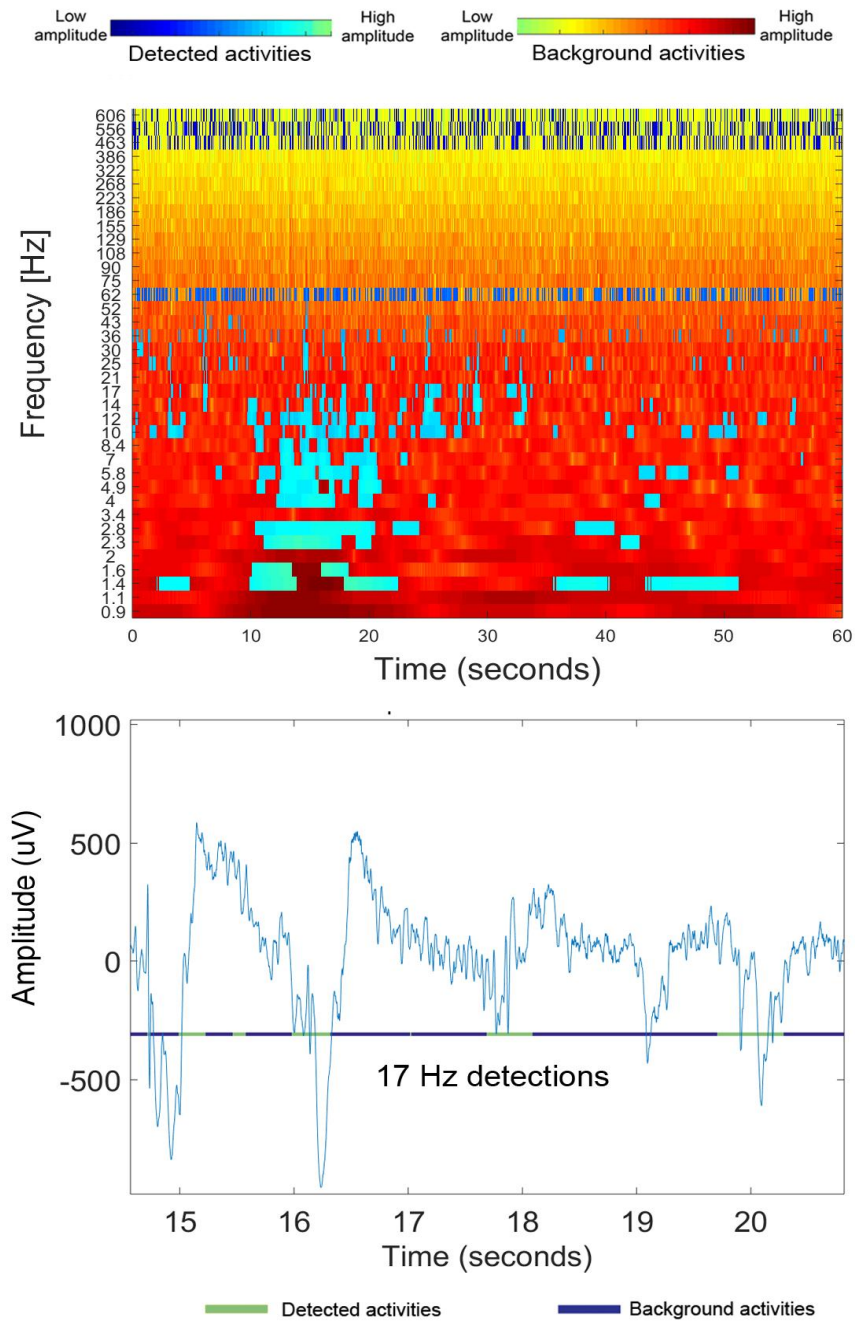 Low amplitude
High amplitude
Low amplitude
High amplitude
Detected activities
Background activities
Frequency [Hz]
606
556
463
386
322
268
223
186
155
129
108
90
75
62
52
43
36
30
25
21
17
14
12
10
8.4
7
5.8
4.9
4
3.4
2.8
2.3
2
1.6
1.4
1.1
0.9
0 10 20 30 40 50 60
Time (seconds)
Amplitude (uV)
1000
500
0
-500
17 Hz detections
15 16 17 18 19 20
Time (seconds)
Detected activities
Background activities